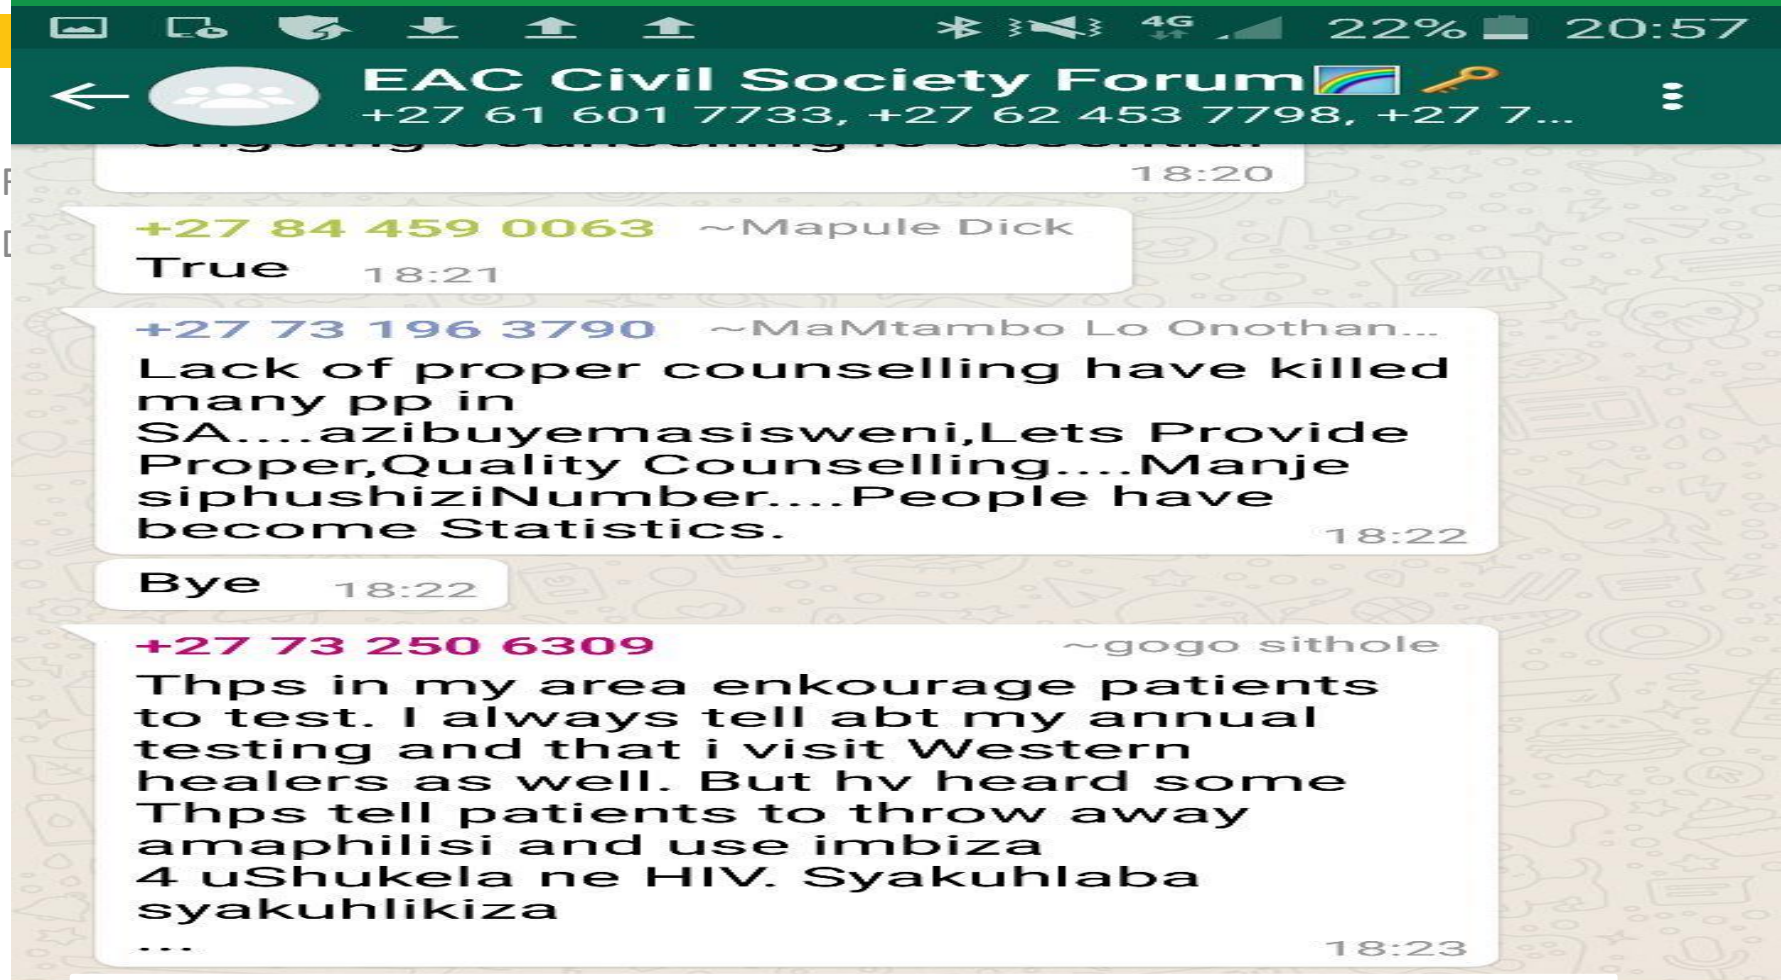 22% 20:57
4G
EAC Civil Society Forum🌈 🔑
+27 61 601 7733, +27 62 453 7798, +27 7...
18:20
+27 84 459 0063 ~Mapule Dick
True 18:21
+27 73 196 3790 ~MaMtambo Lo Onothan...
Lack of proper counselling have killed
many pp in
SA....azibuyemasisweni,Lets Provide
Proper,Quality Counselling....Manje
siphushiziNumber....People have
become Statistics.
18:22
Bye 18:22
+27 73 250 6309 ~gogo sithole
Thps in my area enkourage patients
to test. I always tell abt my annual
testing and that i visit Western
healers as well. But hv heard some
Thps tell patients to throw away
amaphilisi and use imbiza
4 uShukela ne HIV. Syakuhlaba
syakuhlikiza
...
18:23